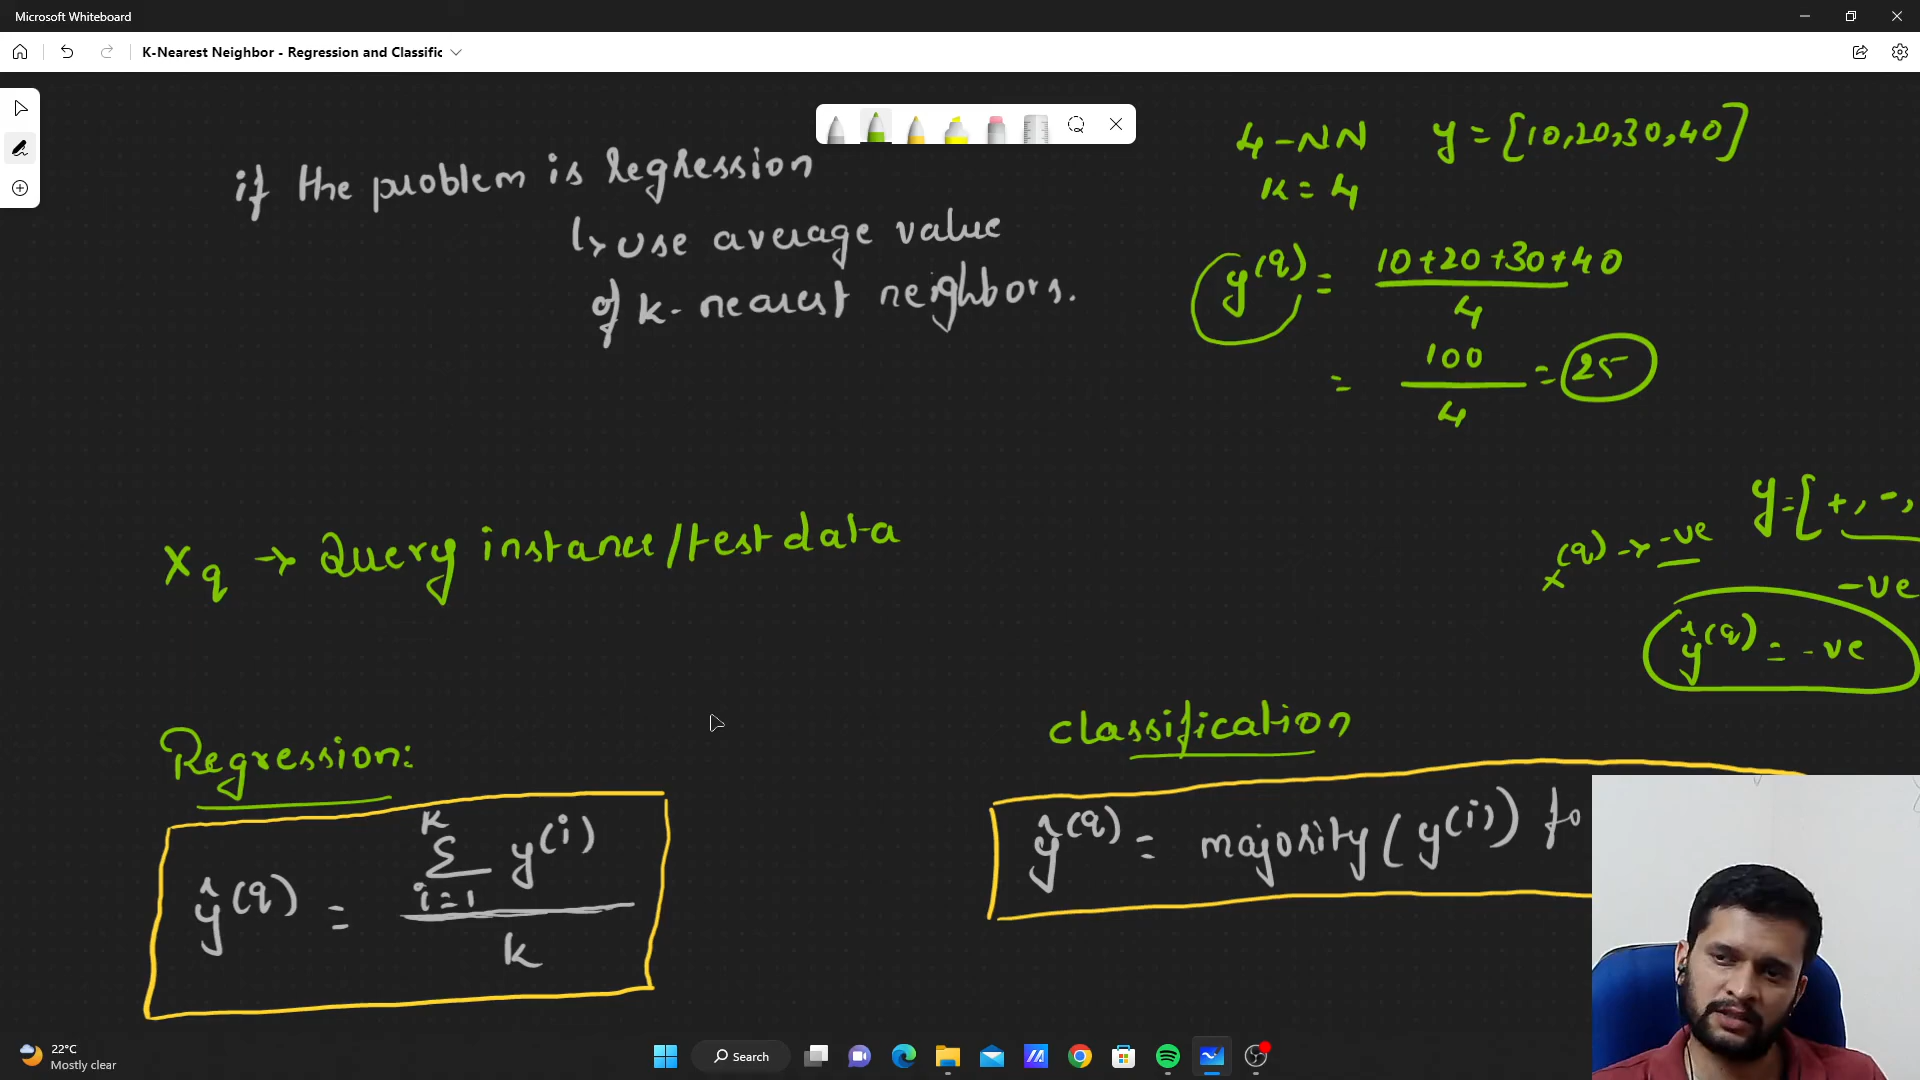 Microsoft Whiteboard
K-Nearest Neighbor - Regression and Classific
if the problem is Regression
↳ use average value
of k-nearest neighbors.
4-NN y = [10,20,30,40]
k = 4
y^(q) = (10+20+30+40)/4
= 100/4 = 25
x_q → Query instance/test data
y = [+, -,
x^(q) → -ve
-ve
ŷ^(q) = -ve
Regression:
ŷ^(q) = (Σ_{i=1}^{k} y^(i))/k
classification
ŷ^(q) = majority(y^(i)) fo
22°C
Mostly clear
Search